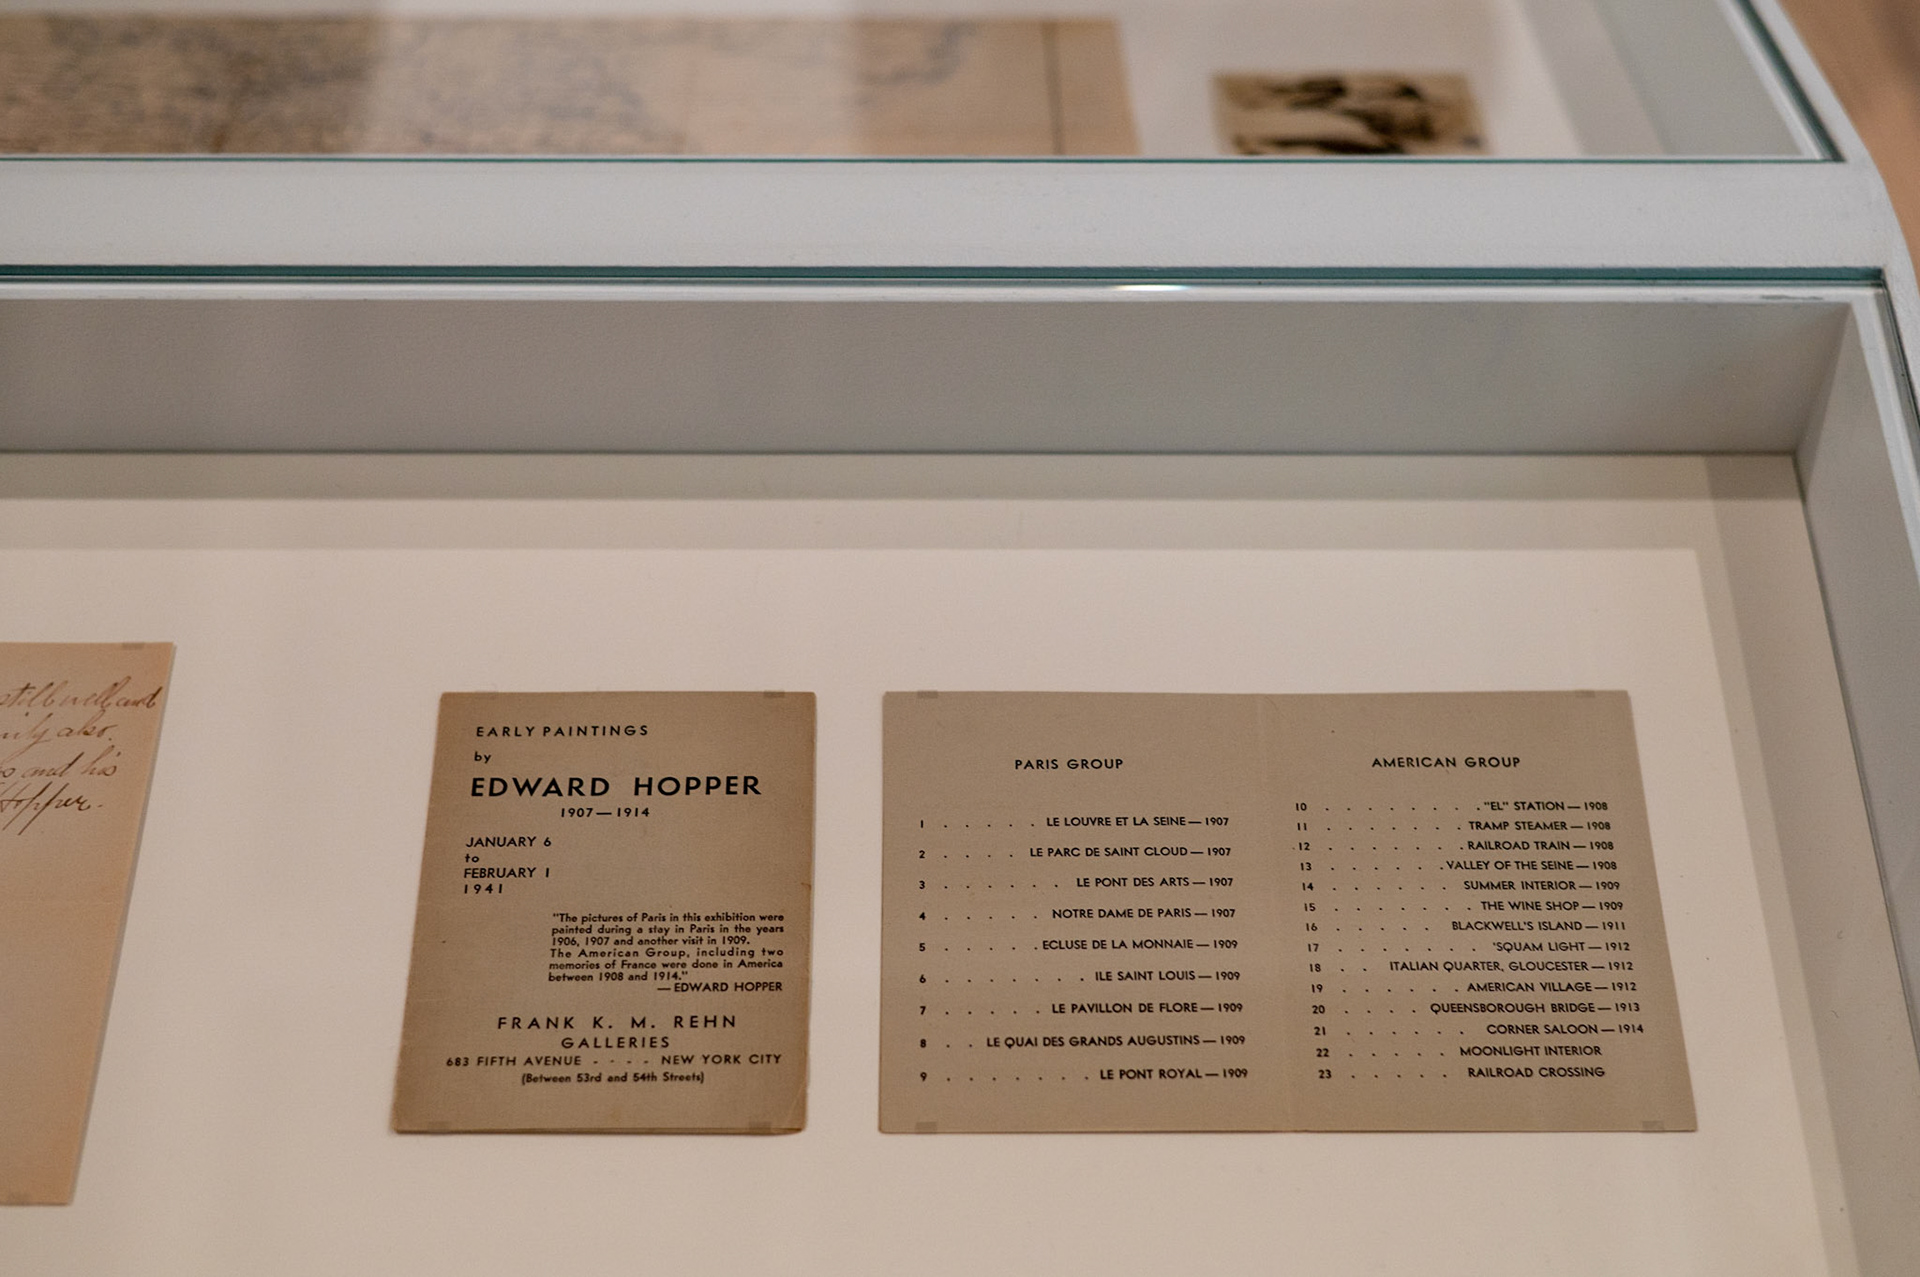 still well and
also.
and his
Hopper.
EARLY PAINTINGS
by
EDWARD HOPPER
1907—1914
JANUARY 6
to
FEBRUARY 1
1941
"The pictures of Paris in this exhibition were
painted during a stay in Paris in the years
1906, 1907 and another visit in 1909.
The American Group, including two
memories of France were done in America
between 1908 and 1914."
— EDWARD HOPPER
FRANK K. M. REHN
GALLERIES
683 FIFTH AVENUE - - - - NEW YORK CITY
(Between 53rd and 54th Streets)
PARIS GROUP
1 . . . . . LE LOUVRE ET LA SEINE — 1907
2 . . . . LE PARC DE SAINT CLOUD — 1907
3 . . . . . . LE PONT DES ARTS — 1907
4 . . . . . NOTRE DAME DE PARIS — 1907
5 . . . . . ECLUSE DE LA MONNAIE — 1909
6 . . . . . . . ILE SAINT LOUIS — 1909
7 . . . . . LE PAVILLON DE FLORE — 1909
8 . . LE QUAI DES GRANDS AUGUSTINS — 1909
9 . . . . . . . LE PONT ROYAL — 1909
AMERICAN GROUP
10 . . . . . . . . "EL" STATION — 1908
11 . . . . . . . TRAMP STEAMER — 1908
12 . . . . . . . RAILROAD TRAIN — 1908
13 . . . . . . VALLEY OF THE SEINE — 1908
14 . . . . . . SUMMER INTERIOR — 1909
15 . . . . . . . THE WINE SHOP — 1909
16 . . . . . BLACKWELL'S ISLAND — 1911
17 . . . . . . . 'SQUAM LIGHT — 1912
18 . . ITALIAN QUARTER, GLOUCESTER — 1912
19 . . . . . . AMERICAN VILLAGE — 1912
20 . . . . QUEENSBOROUGH BRIDGE — 1913
21 . . . . . . CORNER SALOON — 1914
22 . . . . . MOONLIGHT INTERIOR
23 . . . . . RAILROAD CROSSING